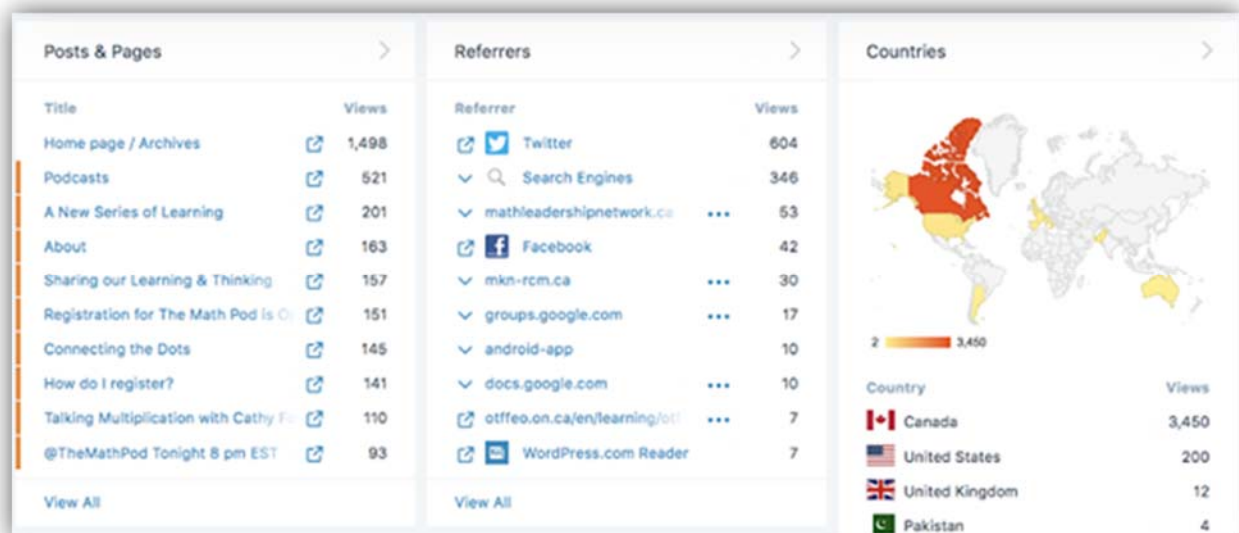 Posts & Pages
Title Views
Home page / Archives 1,498
Podcasts 521
A New Series of Learning 201
About 163
Sharing our Learning & Thinking 157
Registration for The Math Pod is 151
Connecting the Dots 145
How do I register? 141
Talking Multiplication with Cathy 110
@TheMathPod Tonight 8 pm EST 93
View All
Referrers
Referrer Views
Twitter 604
Search Engines 346
mathleadershipnetwork.ca 53
Facebook 42
mkn-rcm.ca 30
groups.google.com 17
android-app 10
docs.google.com 10
otffeo.on.ca/en/learning/ot 7
WordPress.com Reader 7
View All
Countries
2 3,450
Country Views
Canada 3,450
United States 200
United Kingdom 12
Pakistan 4